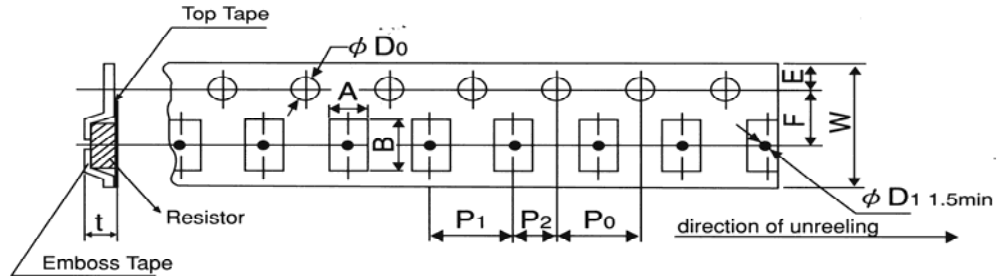 Top Tape
φ D0
A
B
E
F
W
t
Resistor
Emboss Tape
P1
P2
P0
φ D1 1.5min
direction of unreeling